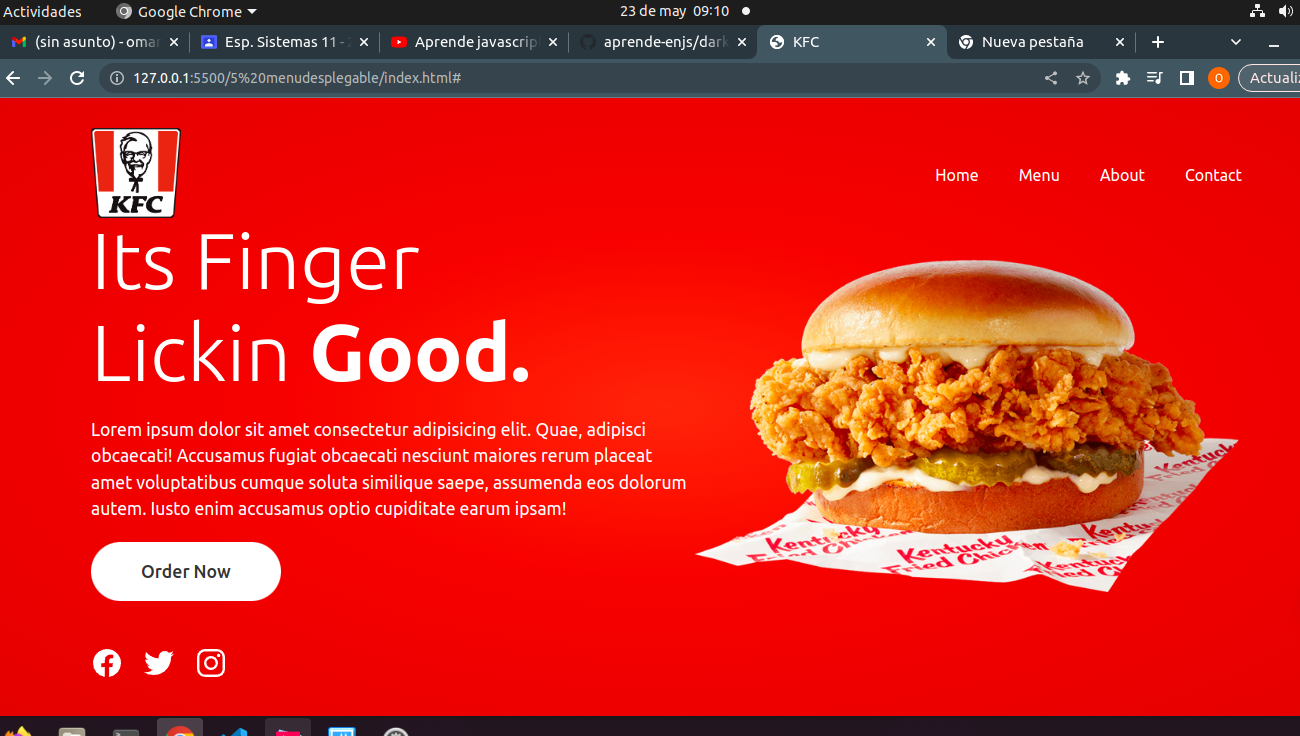 Actividades Google Chrome 23 de may 09:10
(sin asunto) - omar Esp. Sistemas 11 - Aprende javascrip aprende-enjs/dark KFC Nueva pestaña
127.0.0.1:5500/5%20menudesplegable/index.html# O Actualiz
KFC
Home Menu About Contact
Its Finger
Lickin Good.
Lorem ipsum dolor sit amet consectetur adipisicing elit. Quae, adipisci
obcaecati! Accusamus fugiat obcaecati nesciunt maiores rerum placeat
amet voluptatibus cumque soluta similique saepe, assumenda eos dolorum
autem. Iusto enim accusamus optio cupiditate earum ipsam!
Order Now
Kentucky
Fried Chicken
Kentucky
Fried Chicken
Kentucky